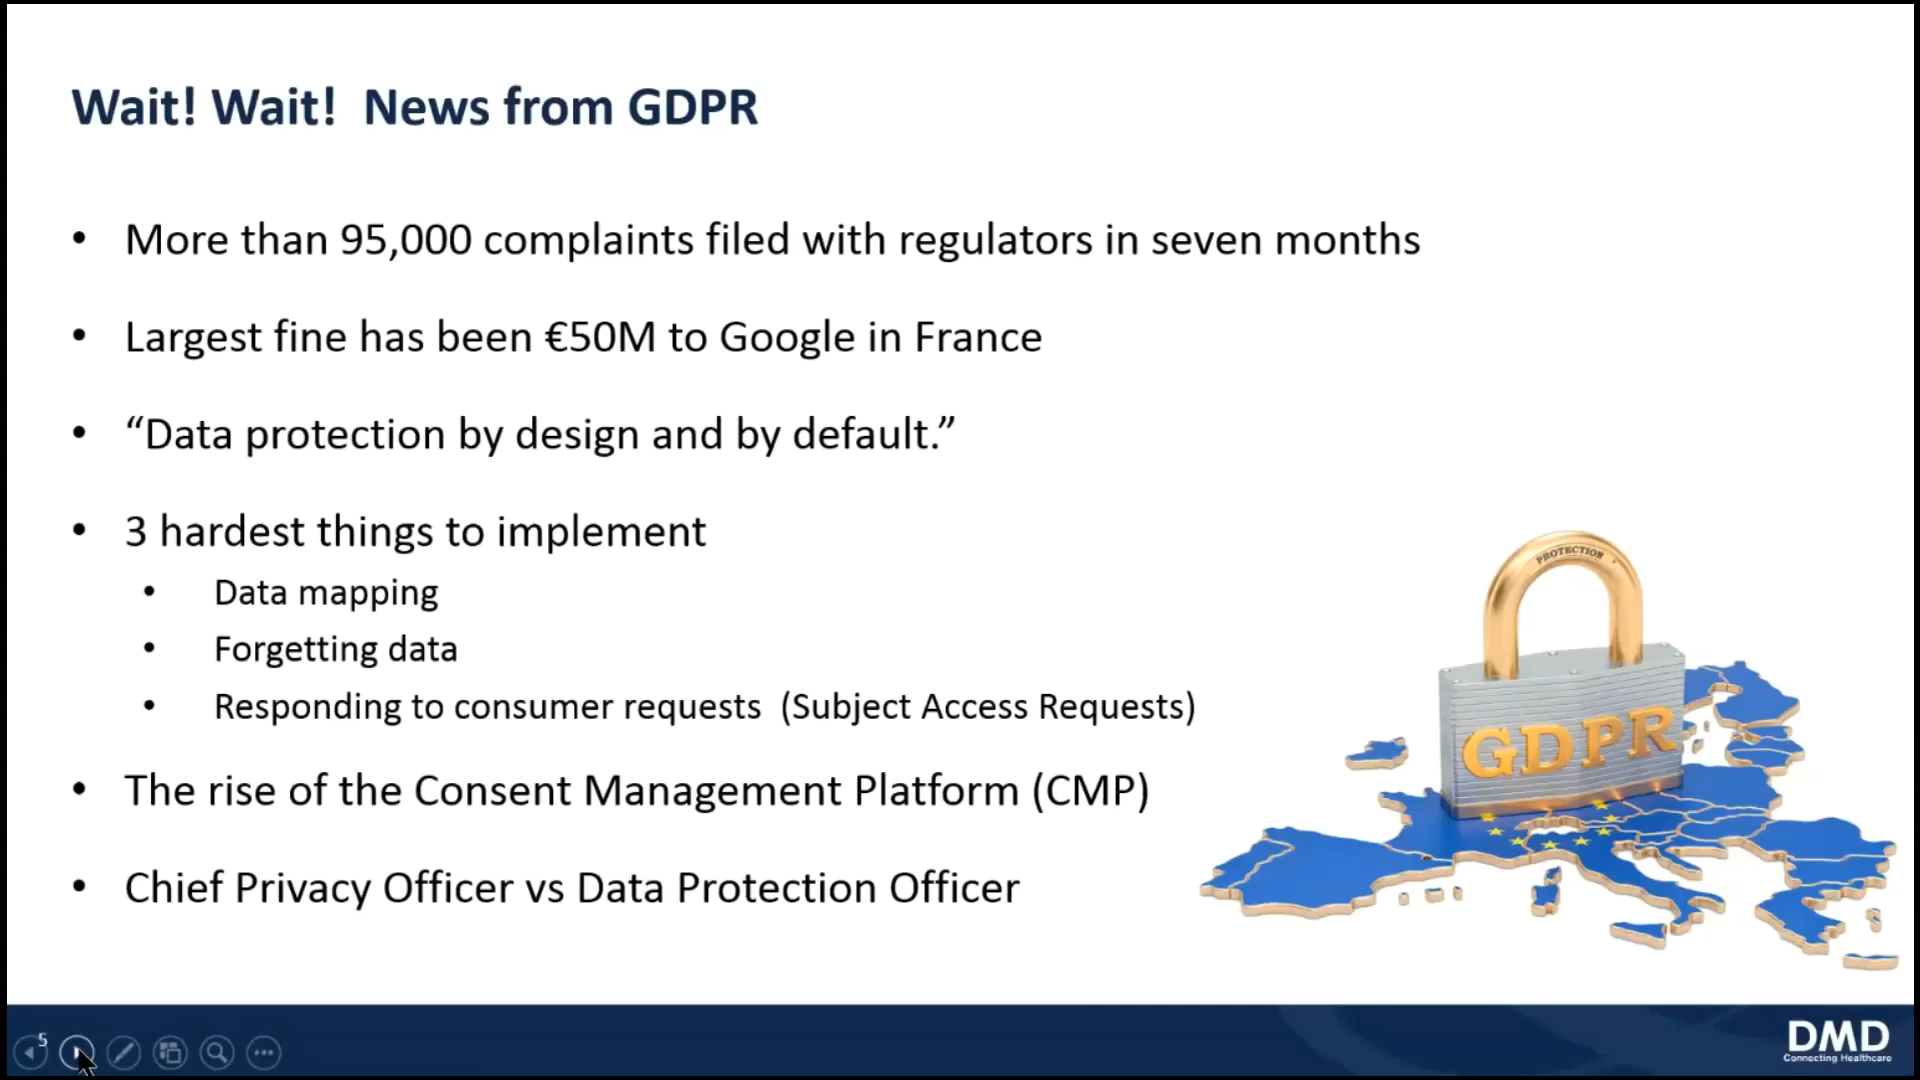 Wait! Wait!  News from GDPR
• More than 95,000 complaints filed with regulators in seven months
• Largest fine has been €50M to Google in France
• “Data protection by design and by default.”
• 3 hardest things to implement
• Data mapping
• Forgetting data
• Responding to consumer requests  (Subject Access Requests)
• The rise of the Consent Management Platform (CMP)
• Chief Privacy Officer vs Data Protection Officer
PROTECTION
GDPR
5
DMD
Connecting Healthcare